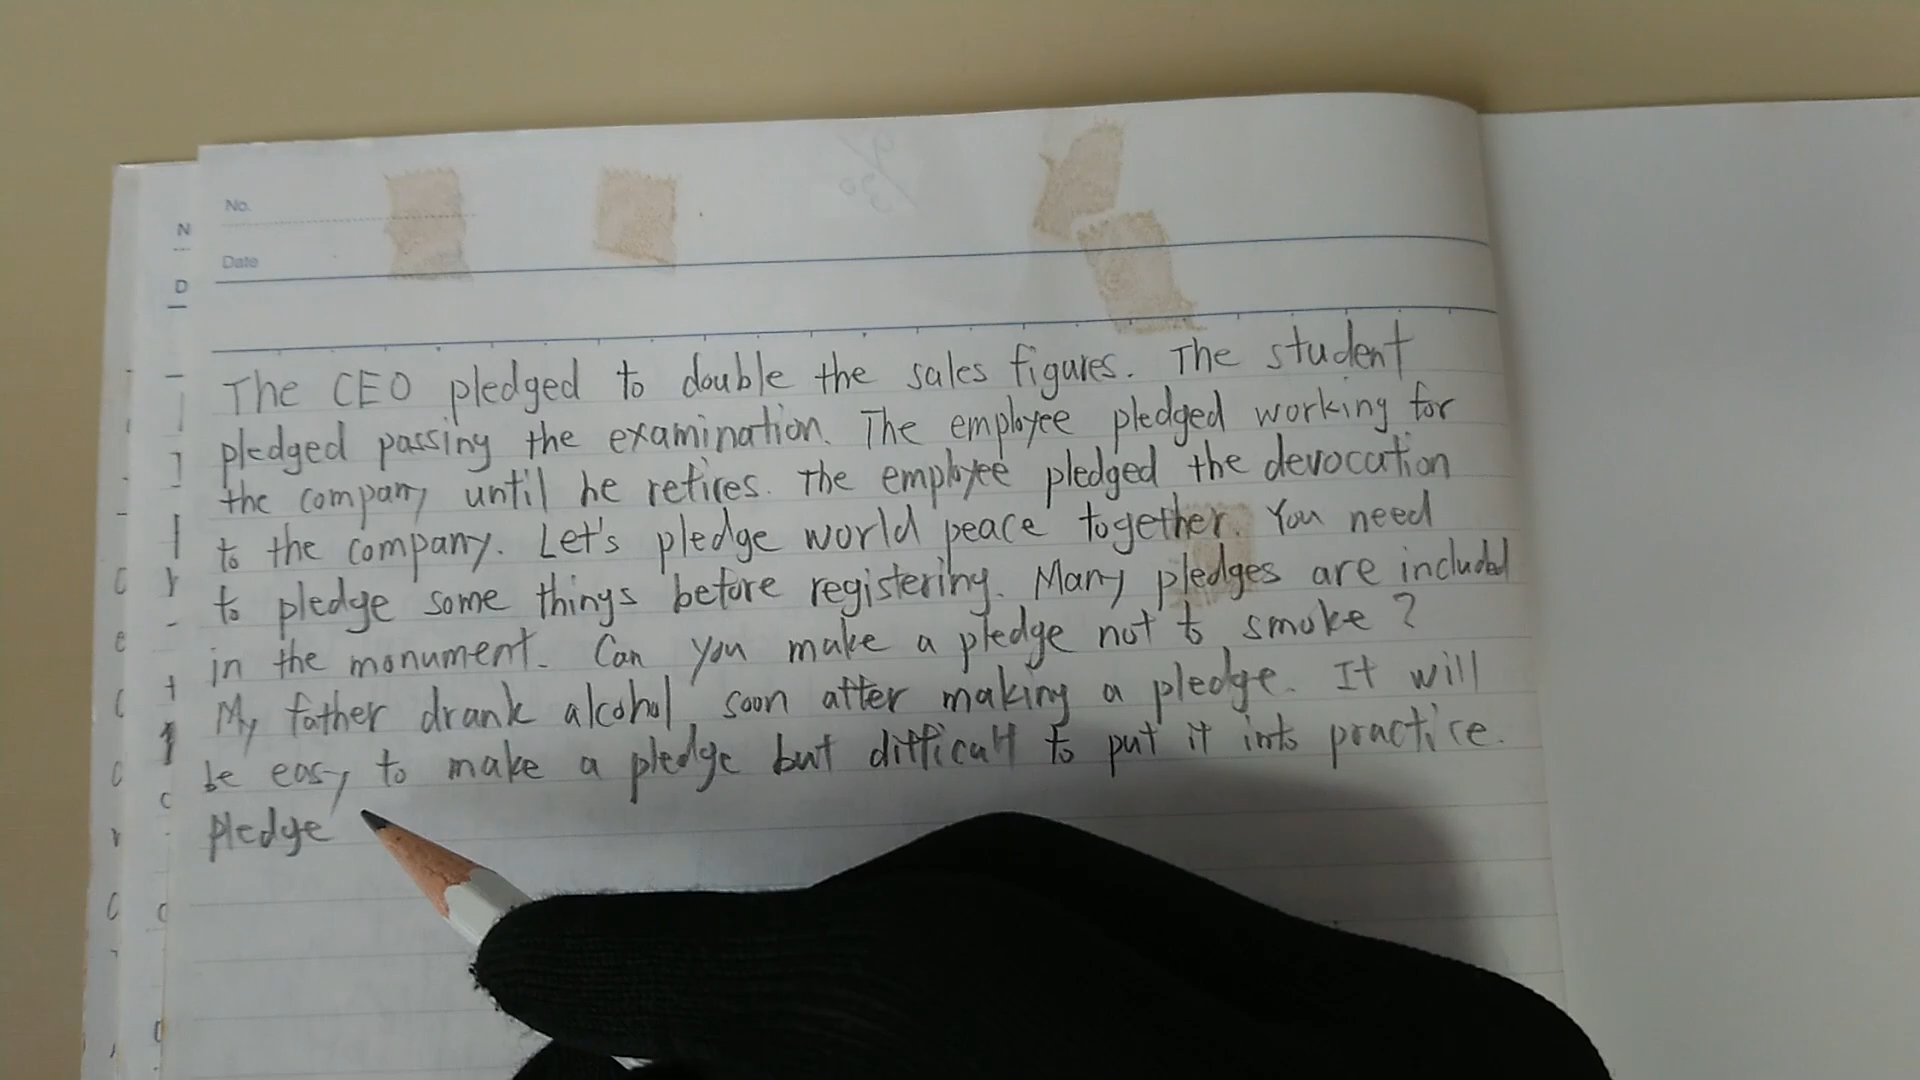 No.
Date
The CEO pledged to double the sales figures. The student
pledged passing the examination. The employee pledged working for
the company until he retires. The employee pledged the devocation
to the company. Let's pledge world peace together. You need
to pledge some things before registering. Many pledges are included
in the monument. Can you make a pledge not to smoke?
My father drank alcohol soon after making a pledge. It will
be easy to make a pledge but difficult to put it into practice.
pledge